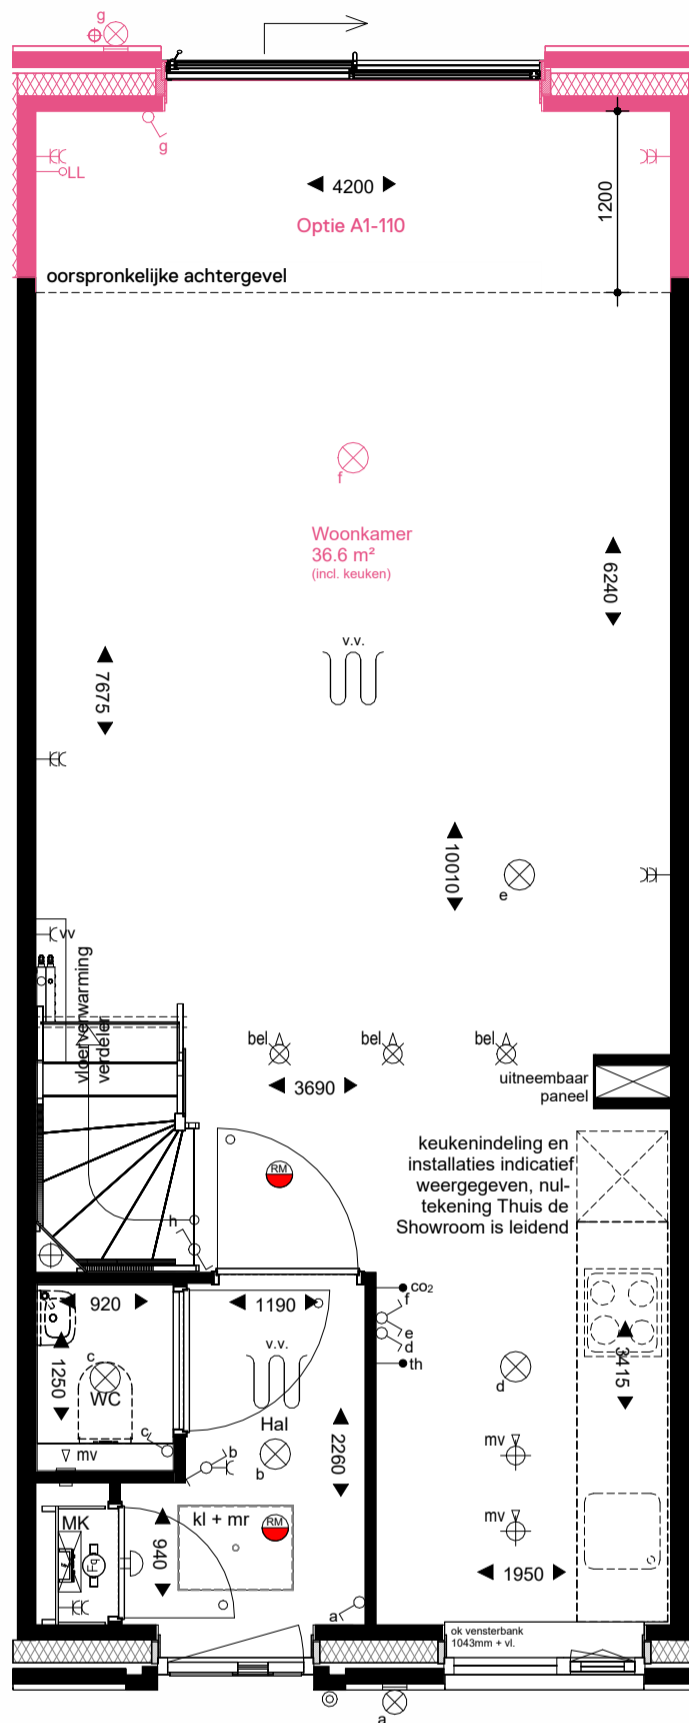 g
g
LL
4200
1200
Optie A1-110
oorspronkelijke achtergevel
f
Woonkamer
36.6 m²
(incl. keuken)
6240
v.v.
7675
10010
e
vv
vloerverwarming
verdeler
bel
bel
bel
3690
uitneembaar
paneel
keukenindeling en
installaties indicatief
weergegeven, nul-
tekening Thuis de
Showroom is leidend
RM
h
co₂
f
e
d
th
920
1190
1250
c
WC
v.v.
Hal
b
2260
d
3415
c
mv
b
mv
mv
MK
kl + mr
RM
Fq
940
1950
a
ok vensterbank
1043mm + vl.
a